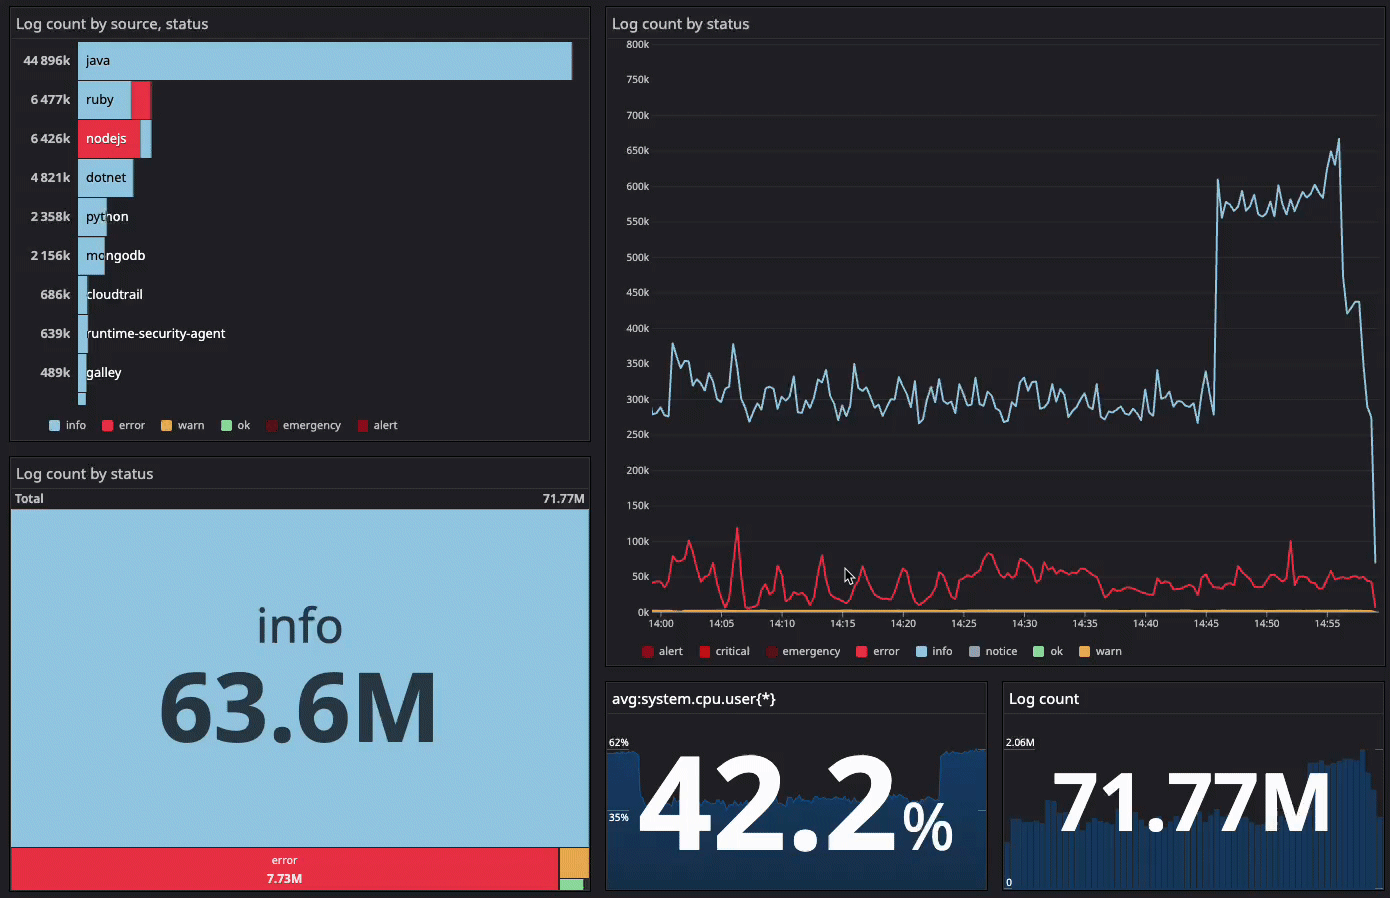 Log count by source, status
44 896k java
6 477k ruby
6 426k nodejs
4 821k dotnet
2 358k python
2 156k mongodb
686k cloudtrail
639k runtime-security-agent
489k galley
info error warn ok emergency alert
Log count by status
Total 71.77M
info
63.6M
error
7.73M
Log count by status
800k
750k
700k
650k
600k
550k
500k
450k
400k
350k
300k
250k
200k
150k
100k
50k
0k
14:00 14:05 14:10 14:15 14:20 14:25 14:30 14:35 14:40 14:45 14:50 14:55
alert critical emergency error info notice ok warn
avg:system.cpu.user{*}
62%
42.2%
35%
Log count
2.06M
71.77M
0